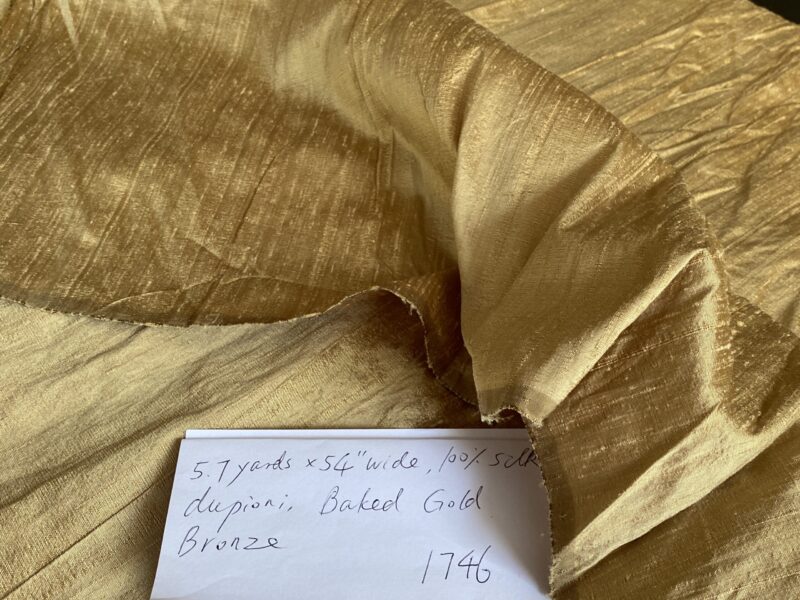 5.7 yards x 54" wide, 100% silk
dupioni, Baked Gold
Bronze
1746